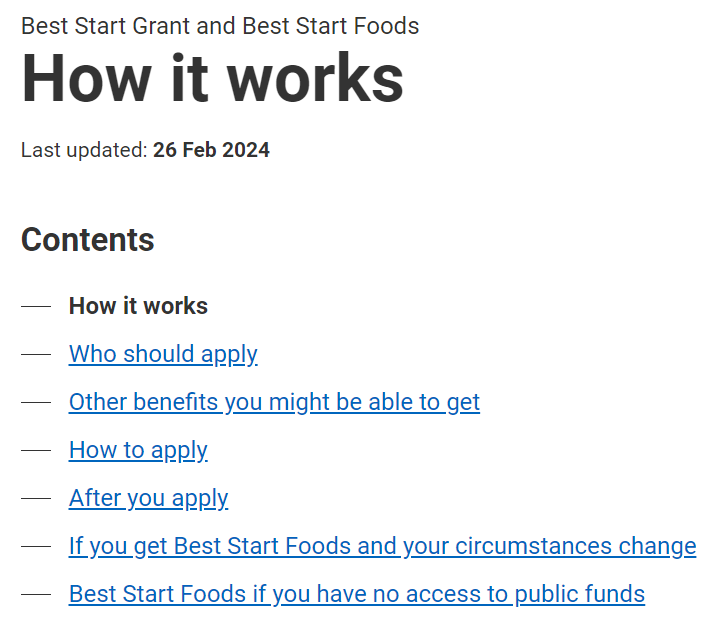 Best Start Grant and Best Start Foods
How it works
Last updated: 26 Feb 2024
Contents
How it works
Who should apply
Other benefits you might be able to get
How to apply
After you apply
If you get Best Start Foods and your circumstances change
Best Start Foods if you have no access to public funds